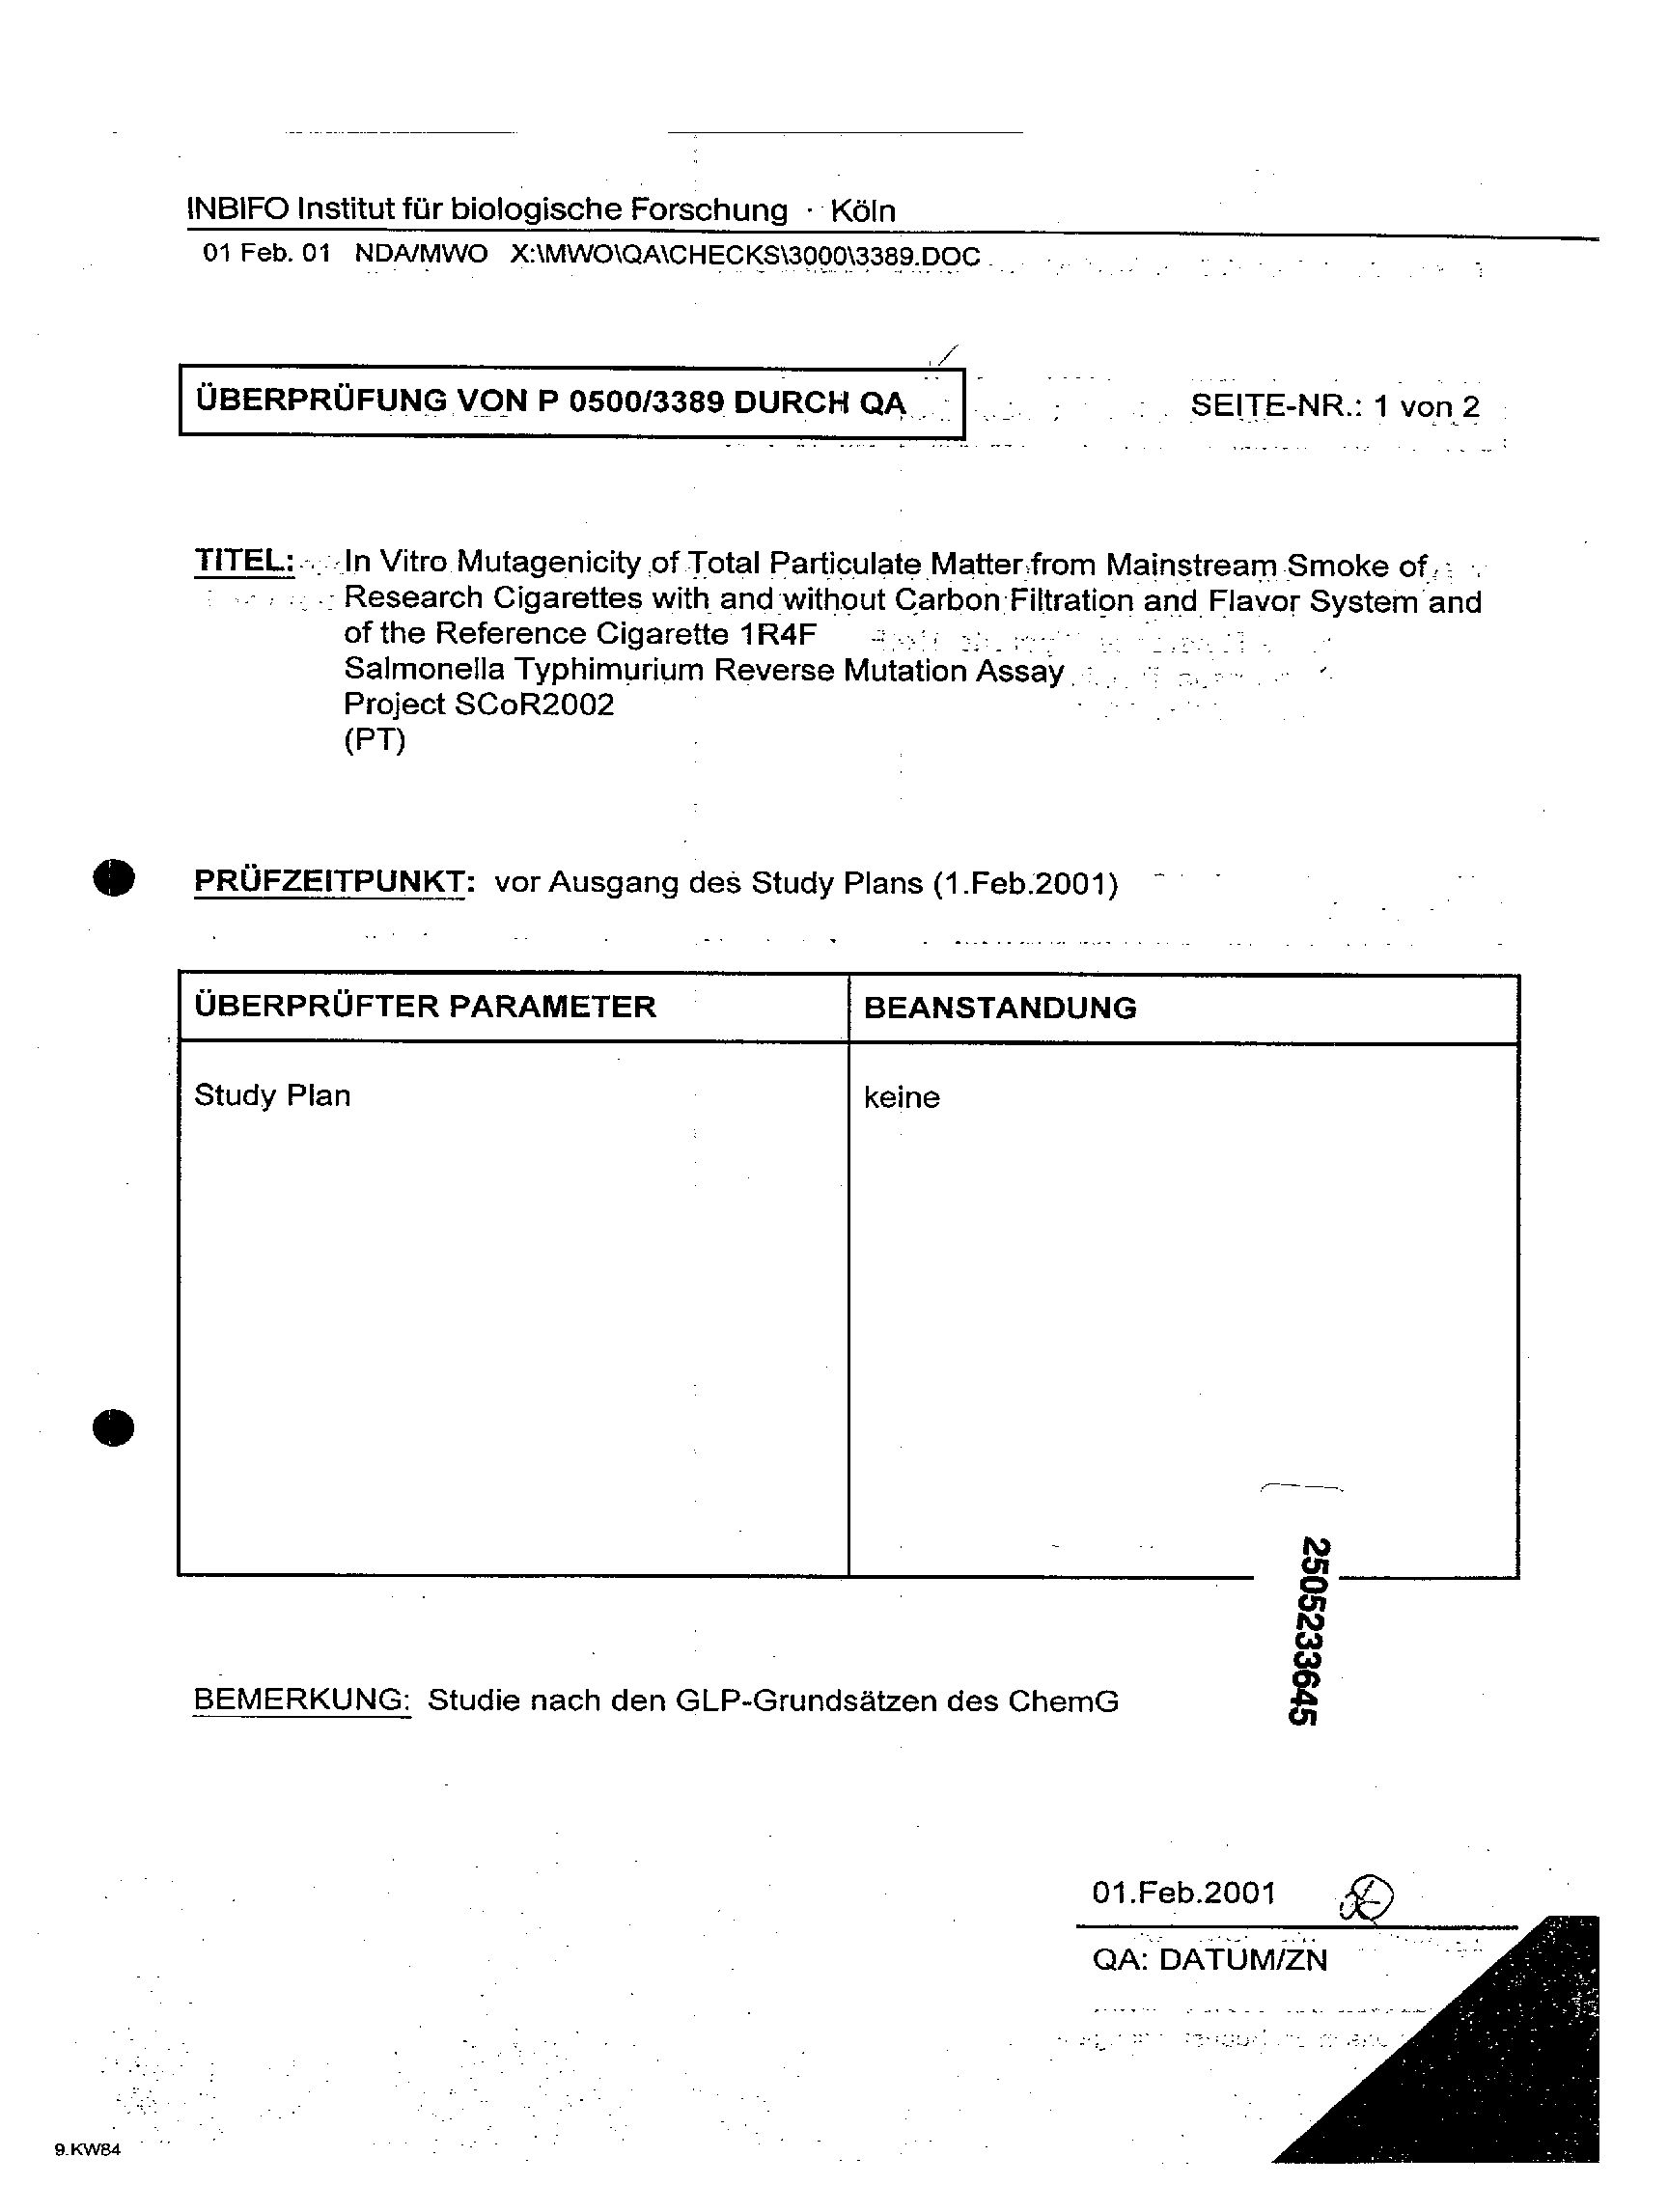 INBIFO Institut für biologische Forschung · Köln
01 Feb. 01 NDA/MWO X:\MWO\QA\CHECKS\3000\3389.DOC
ÜBERPRÜFUNG VON P 0500/3389 DURCH QA
SEITE-NR.: 1 von 2
TITEL: In Vitro Mutagenicity of Total Particulate Matter from Mainstream Smoke of
Research Cigarettes with and without Carbon Filtration and Flavor System and
of the Reference Cigarette 1R4F
Salmonella Typhimurium Reverse Mutation Assay
Project SCoR2002
(PT)
PRÜFZEITPUNKT: vor Ausgang des Study Plans (1.Feb.2001)
ÜBERPRÜFTER PARAMETER
BEANSTANDUNG
Study Plan
keine
2505233645
BEMERKUNG: Studie nach den GLP-Grundsätzen des ChemG
01.Feb.2001
QA: DATUM/ZN
9.KW84